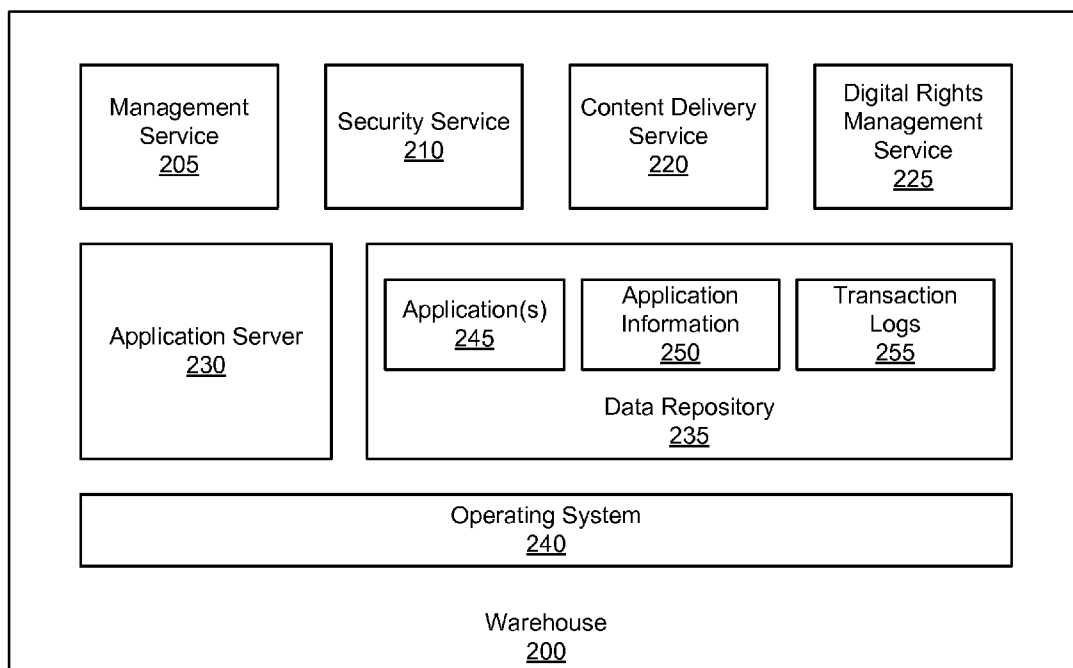 Management
Service
205
Security Service
210
Content Delivery
Service
220
Digital Rights
Management
Service
225
Application Server
230
Application(s)
245
Application
Information
250
Transaction
Logs
255
Data Repository
235
Operating System
240
Warehouse
200